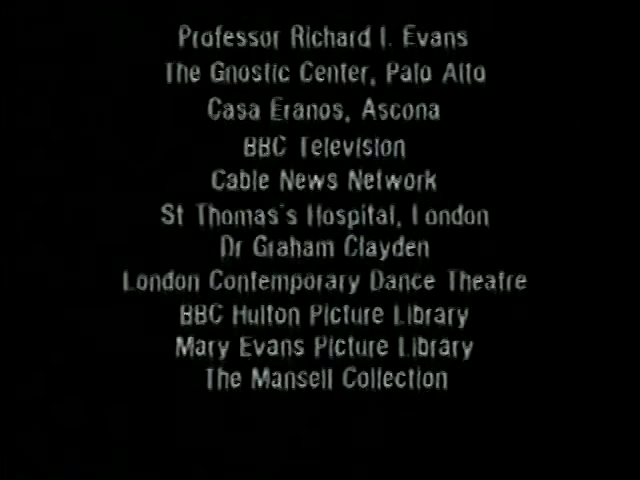 Professor Richard I. Evans
The Gnostic Center, Palo Alto
Casa Eranos, Ascona
BBC Television
Cable News Network
St Thomas's Hospital, London
Dr Graham Clayden
London Contemporary Dance Theatre
BBC Hulton Picture Library
Mary Evans Picture Library
The Mansell Collection